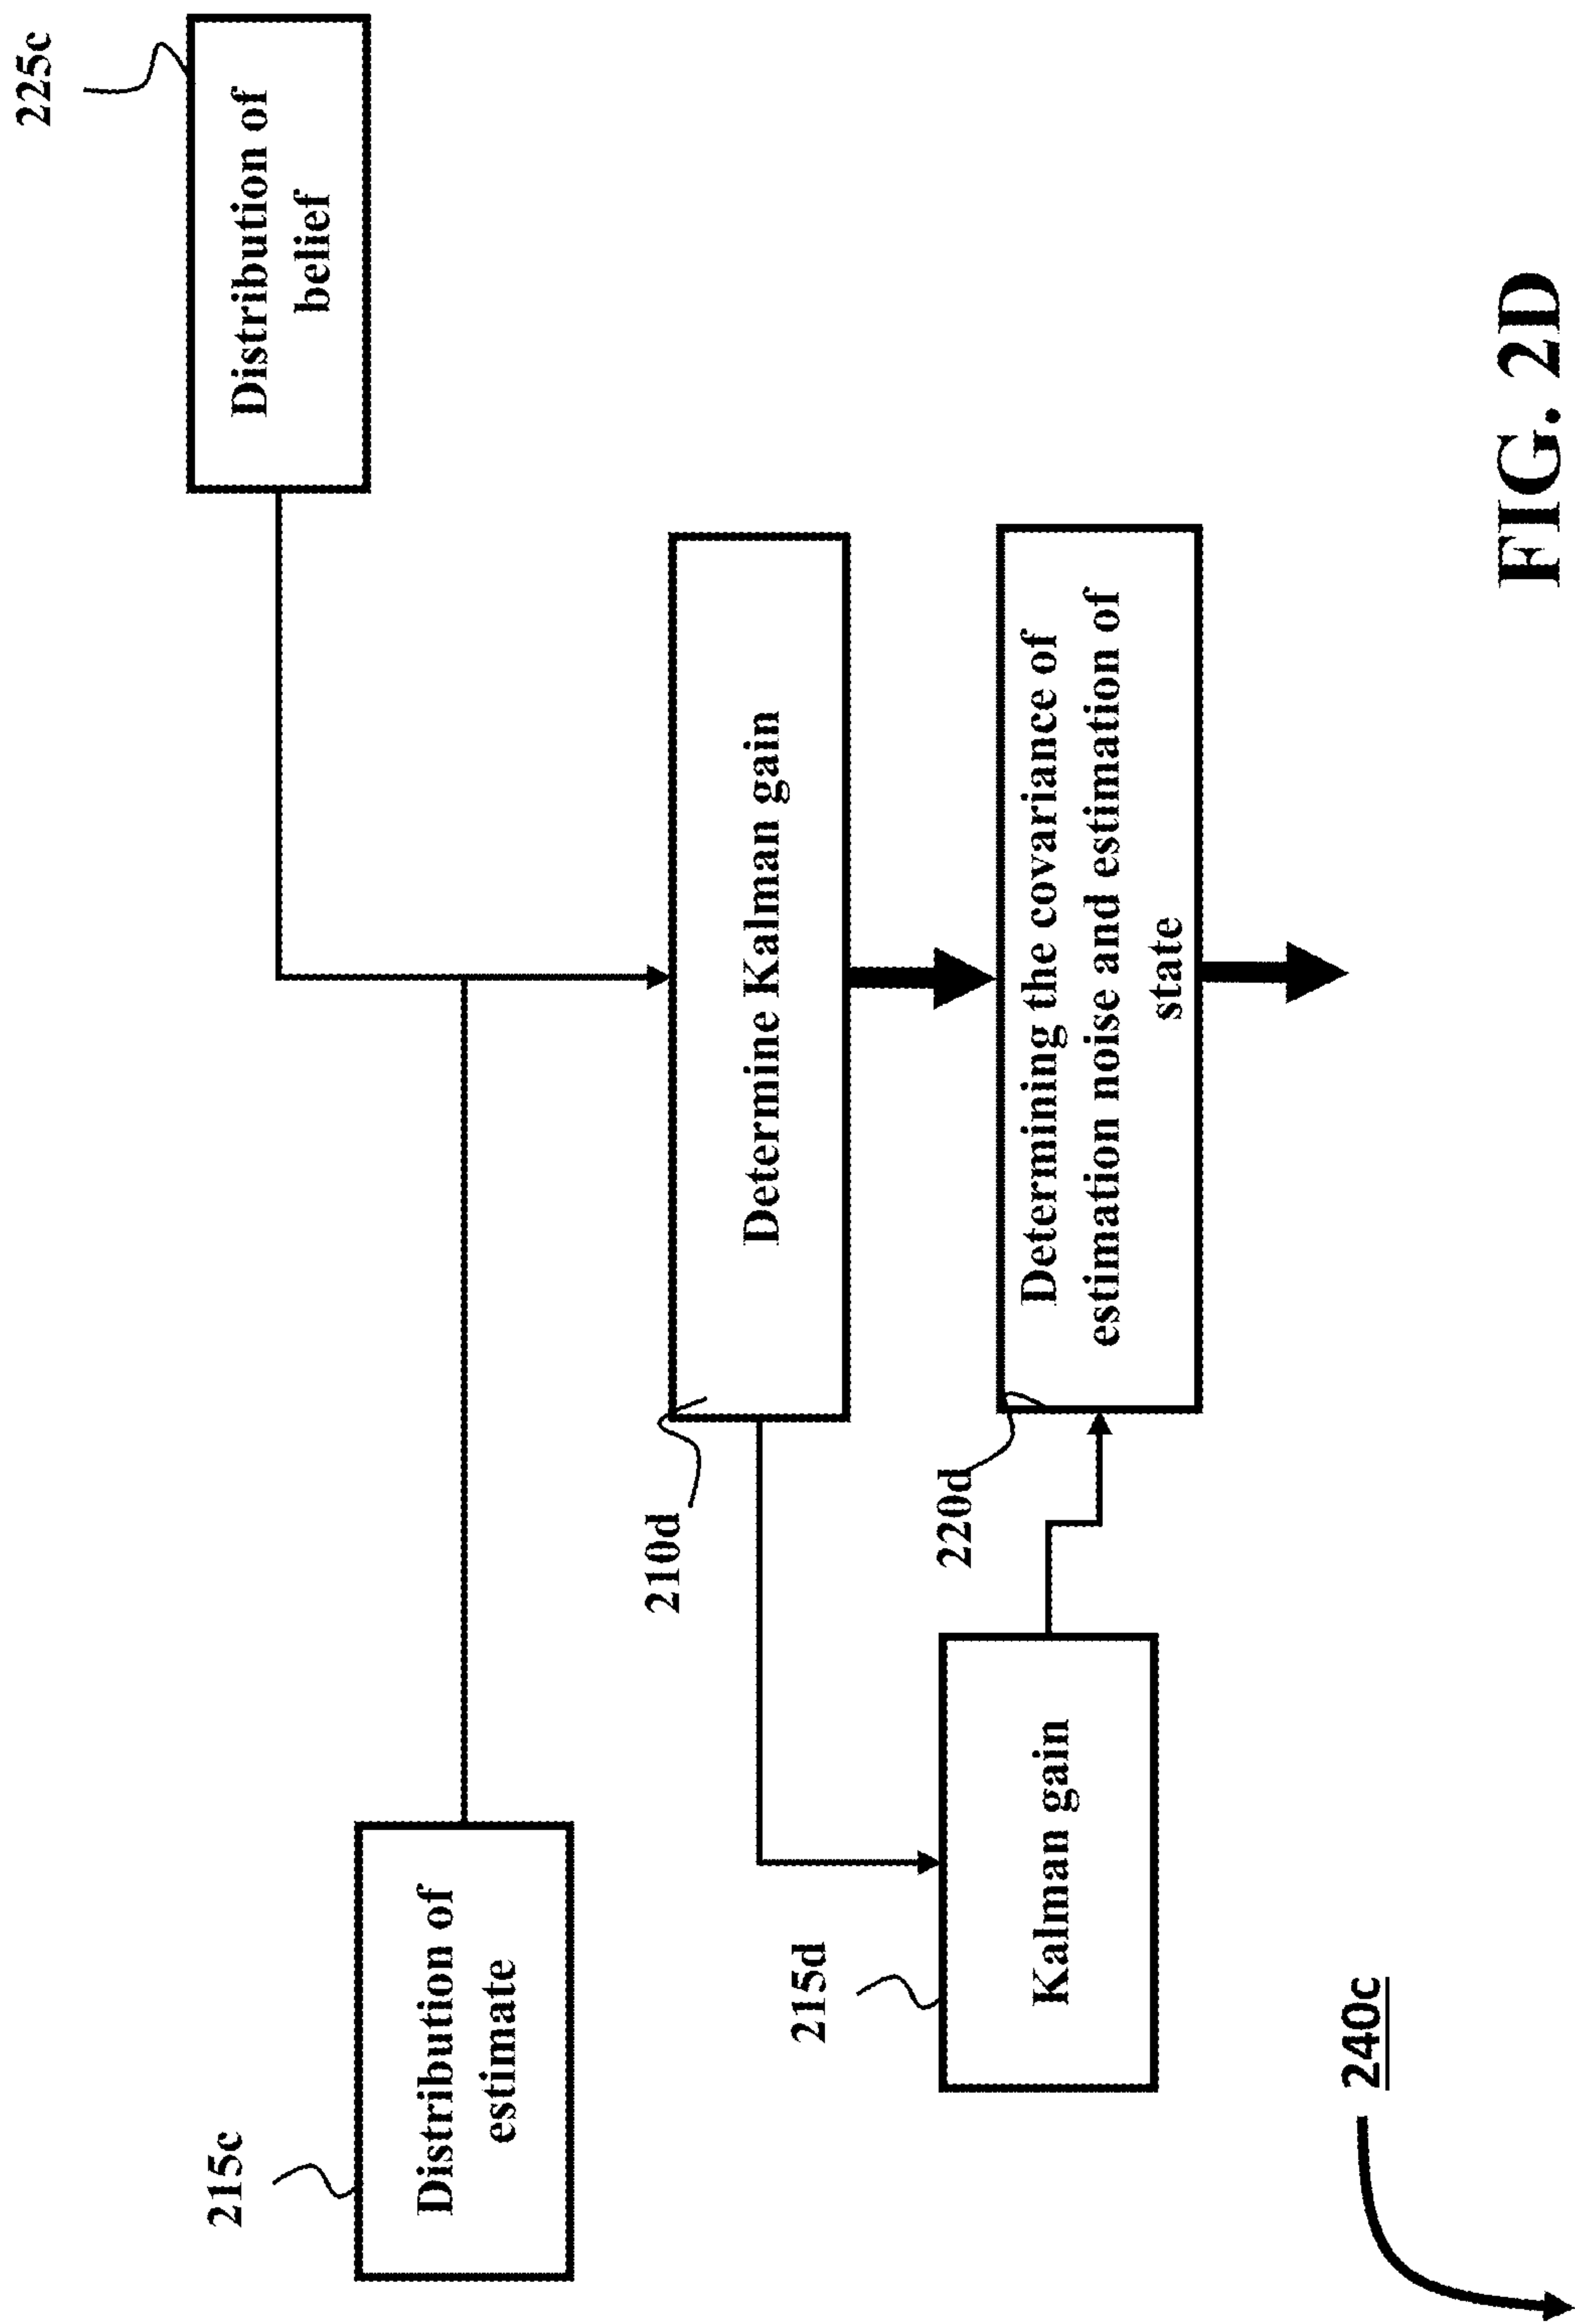 225c
Distribution of
belief
215c
Distribution of
estimate
210d
Determine Kalman gain
215d
Kalman gain
220d
Determining the covariance of
estimation noise and estimation of
state
240c
FIG. 2D